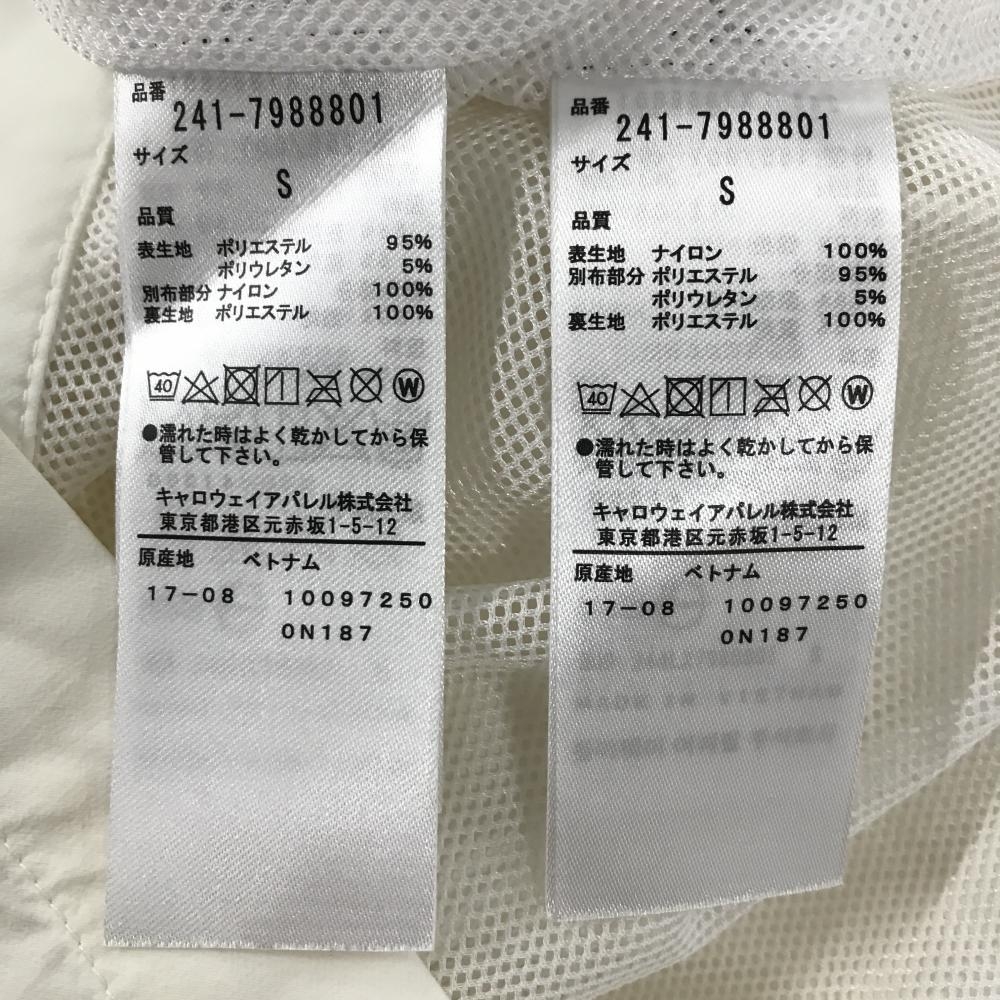 品番
241-7988801
サイズ
S
品質
表生地 ポリエステル 95%
ポリウレタン 5%
別布部分 ナイロン 100%
裏生地 ポリエステル 100%
40 W
●濡れた時はよく乾かしてから保
管して下さい。
キャロウェイアパレル株式会社
東京都港区元赤坂1-5-12
原産地 ベトナム
17-08 10097250
0N187
品番
241-7988801
サイズ
S
品質
表生地 ナイロン 100%
別布部分 ポリエステル 95%
ポリウレタン 5%
裏生地 ポリエステル 100%
40 W
●濡れた時はよく乾かしてから保
管して下さい。
キャロウェイアパレル株式会社
東京都港区元赤坂1-5-12
原産地 ベトナム
17-08 10097250
0N187